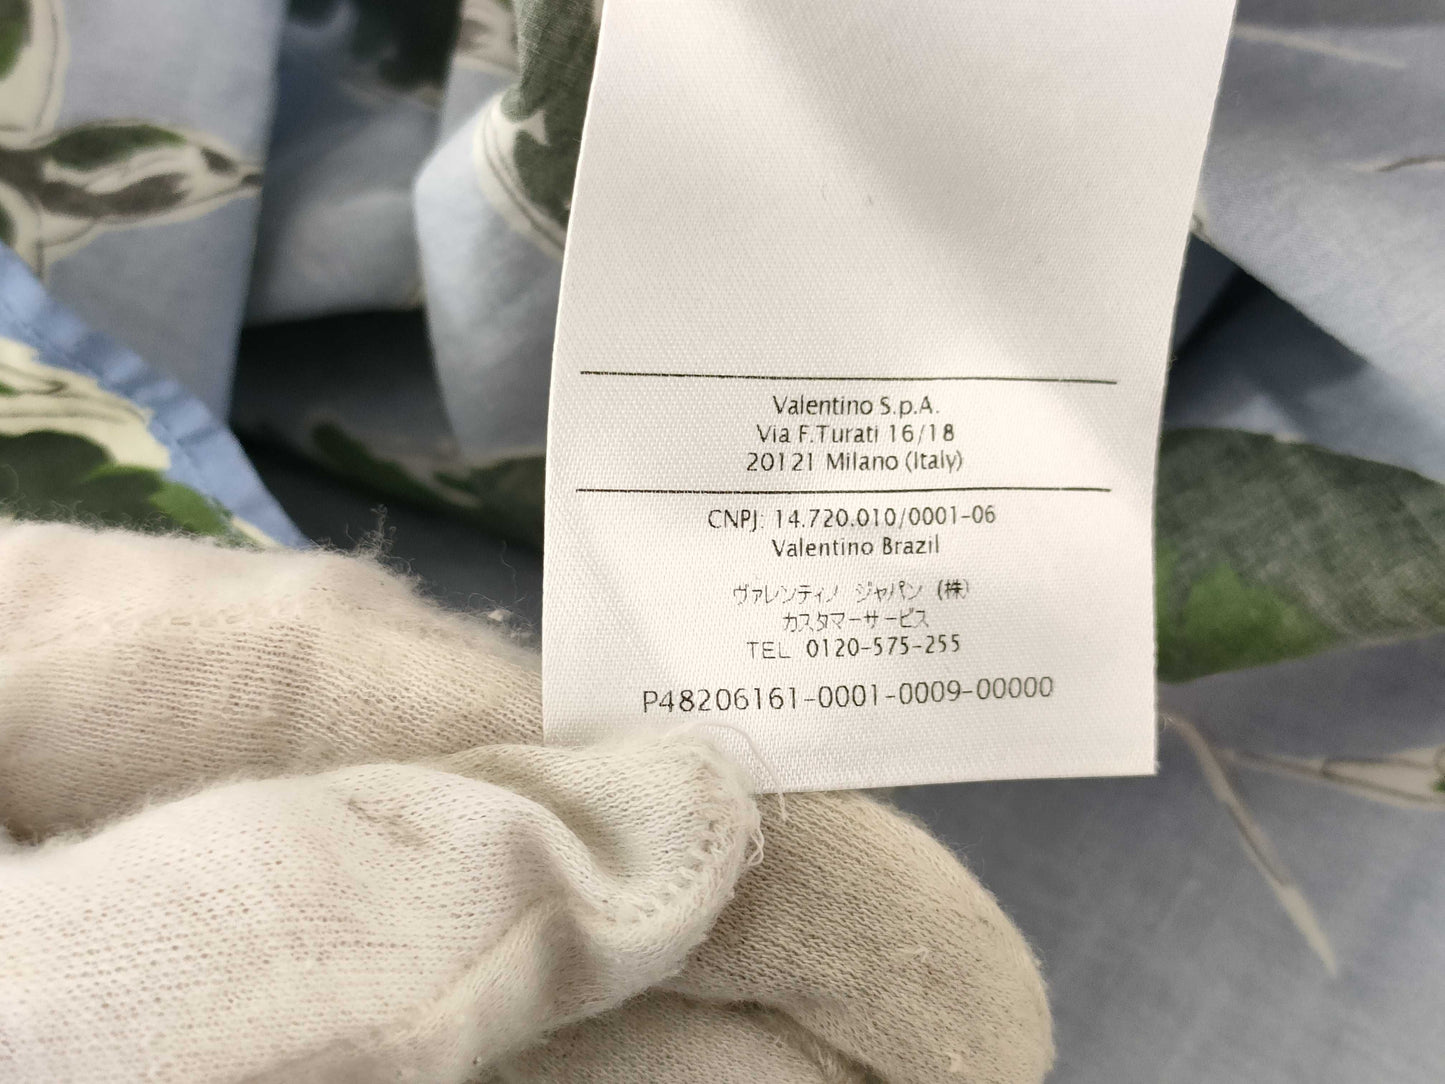 Valentino S.p.A.
Via F.Turati 16/18
20121 Milano (Italy)
CNPJ: 14.720.010/0001-06
Valentino Brazil
ヴァレンティノ ジャパン (株)
カスタマーサービス
TEL 0120-575-255
P48206161-0001-0009-00000